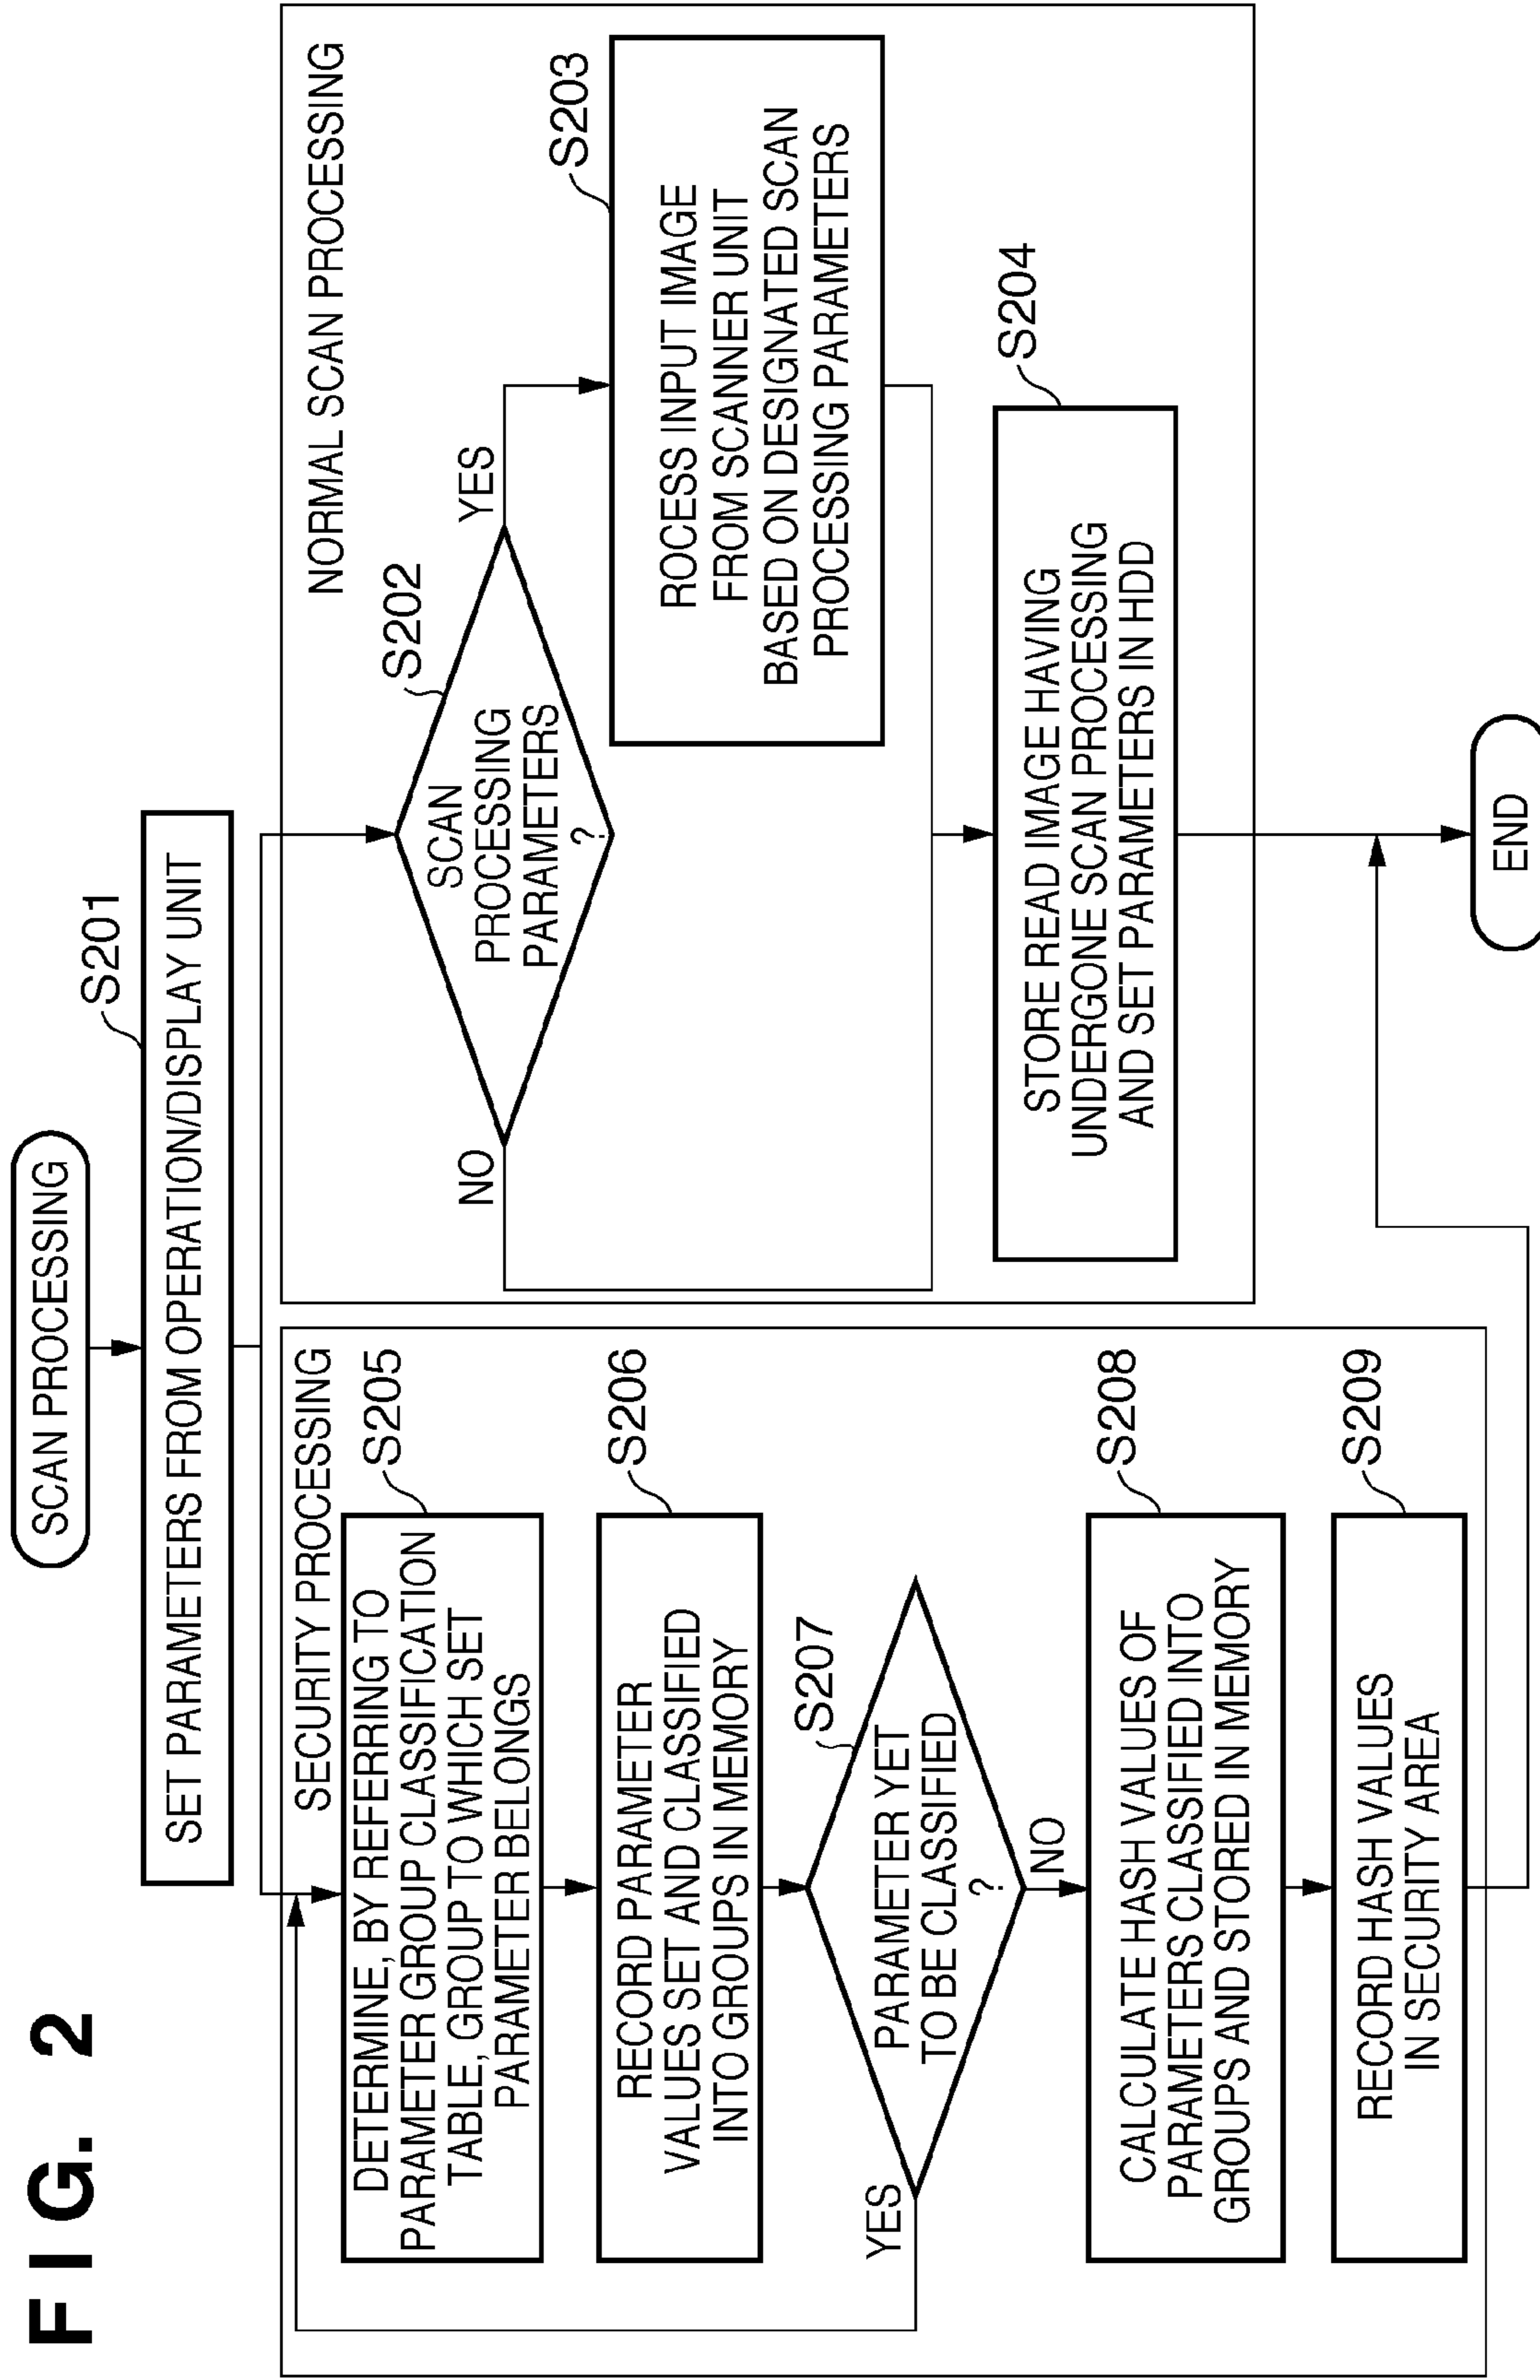 FIG. 2
SCAN PROCESSING
S201
SET PARAMETERS FROM OPERATION/DISPLAY UNIT
SECURITY PROCESSING
S205
DETERMINE, BY REFERRING TO
PARAMETER GROUP CLASSIFICATION
TABLE, GROUP TO WHICH SET
PARAMETER BELONGS
S206
RECORD PARAMETER
VALUES SET AND CLASSIFIED
INTO GROUPS IN MEMORY
S207
PARAMETER YET
TO BE CLASSIFIED
?
YES
NO
S208
CALCULATE HASH VALUES OF
PARAMETERS CLASSIFIED INTO
GROUPS AND STORED IN MEMORY
S209
RECORD HASH VALUES
IN SECURITY AREA
NORMAL SCAN PROCESSING
S202
SCAN
PROCESSING
PARAMETERS
?
NO
YES
S203
ROCESS INPUT IMAGE
FROM SCANNER UNIT
BASED ON DESIGNATED SCAN
PROCESSING PARAMETERS
S204
STORE READ IMAGE HAVING
UNDERGONE SCAN PROCESSING
AND SET PARAMETERS IN HDD
END